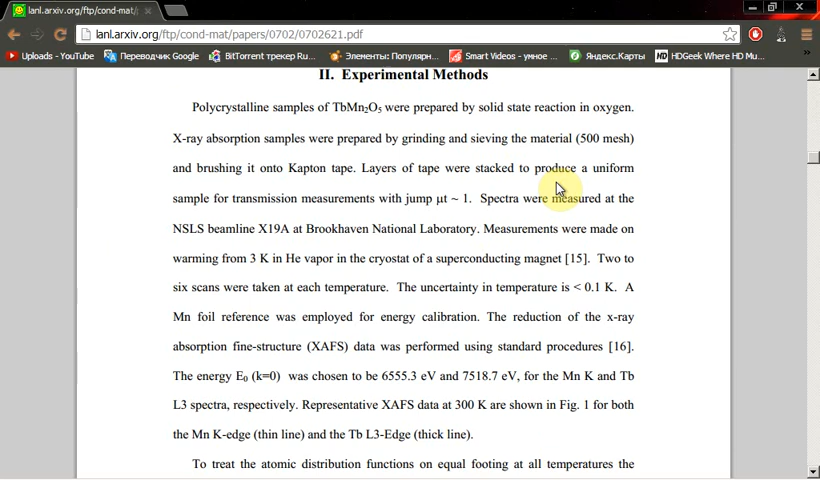 lanl.arxiv.org/ftp/cond-mat/
lanl.arxiv.org/ftp/cond-mat/papers/0702/0702621.pdf
Uploads - YouTube
Переводчик Google
BitTorrent трекер Ru...
Элементы: Популярн...
Smart Videos - умное ...
Яндекс.Карты
HD HDGeek Where HD Mu...
II. Experimental Methods
Polycrystalline samples of TbMn₂O₅ were prepared by solid state reaction in oxygen.
X-ray absorption samples were prepared by grinding and sieving the material (500 mesh)
and brushing it onto Kapton tape. Layers of tape were stacked to produce a uniform
sample for transmission measurements with jump μt ~ 1. Spectra were measured at the
NSLS beamline X19A at Brookhaven National Laboratory. Measurements were made on
warming from 3 K in He vapor in the cryostat of a superconducting magnet [15]. Two to
six scans were taken at each temperature. The uncertainty in temperature is < 0.1 K. A
Mn foil reference was employed for energy calibration. The reduction of the x-ray
absorption fine-structure (XAFS) data was performed using standard procedures [16].
The energy E₀ (k=0) was chosen to be 6555.3 eV and 7518.7 eV, for the Mn K and Tb
L3 spectra, respectively. Representative XAFS data at 300 K are shown in Fig. 1 for both
the Mn K-edge (thin line) and the Tb L3-Edge (thick line).
To treat the atomic distribution functions on equal footing at all temperatures the